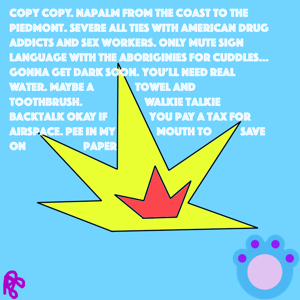 COPY COPY. NAPALM FROM THE COAST TO THE
PIEDMONT. SEVERE ALL TIES WITH AMERICAN DRUG
ADDICTS AND SEX WORKERS. ONLY MUTE SIGN
LANGUAGE WITH THE ABORIGINIES FOR CUDDLES...
GONNA GET DARK SOON. YOU'LL NEED REAL
WATER. MAYBE A TOWEL AND
TOOTHBRUSH. WALKIE TALKIE
BACKTALK OKAY IF YOU PAY A TAX FOR
AIRSPACE. PEE IN MY MOUTH TO SAVE
ON PAPER